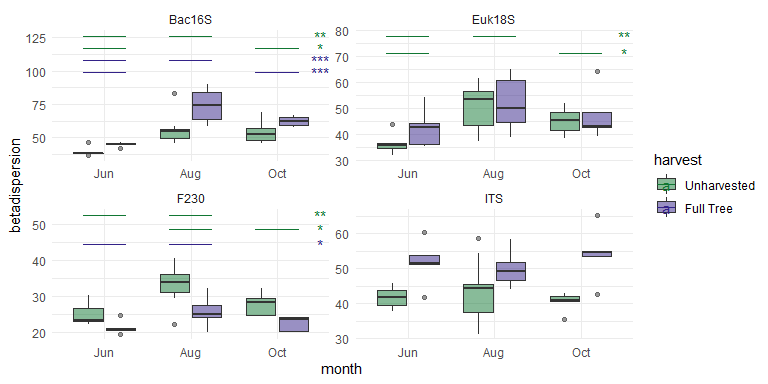 Bac16S
Euk18S
**
*
***
***
**
*
125
100
75
50
80
70
60
50
40
30
Jun
Aug
Oct
Jun
Aug
Oct
betadispersion
harvest
a Unharvested
a Full Tree
F230
ITS
**
*
*
50
40
30
20
60
50
40
30
Jun
Aug
Oct
Jun
Aug
Oct
month